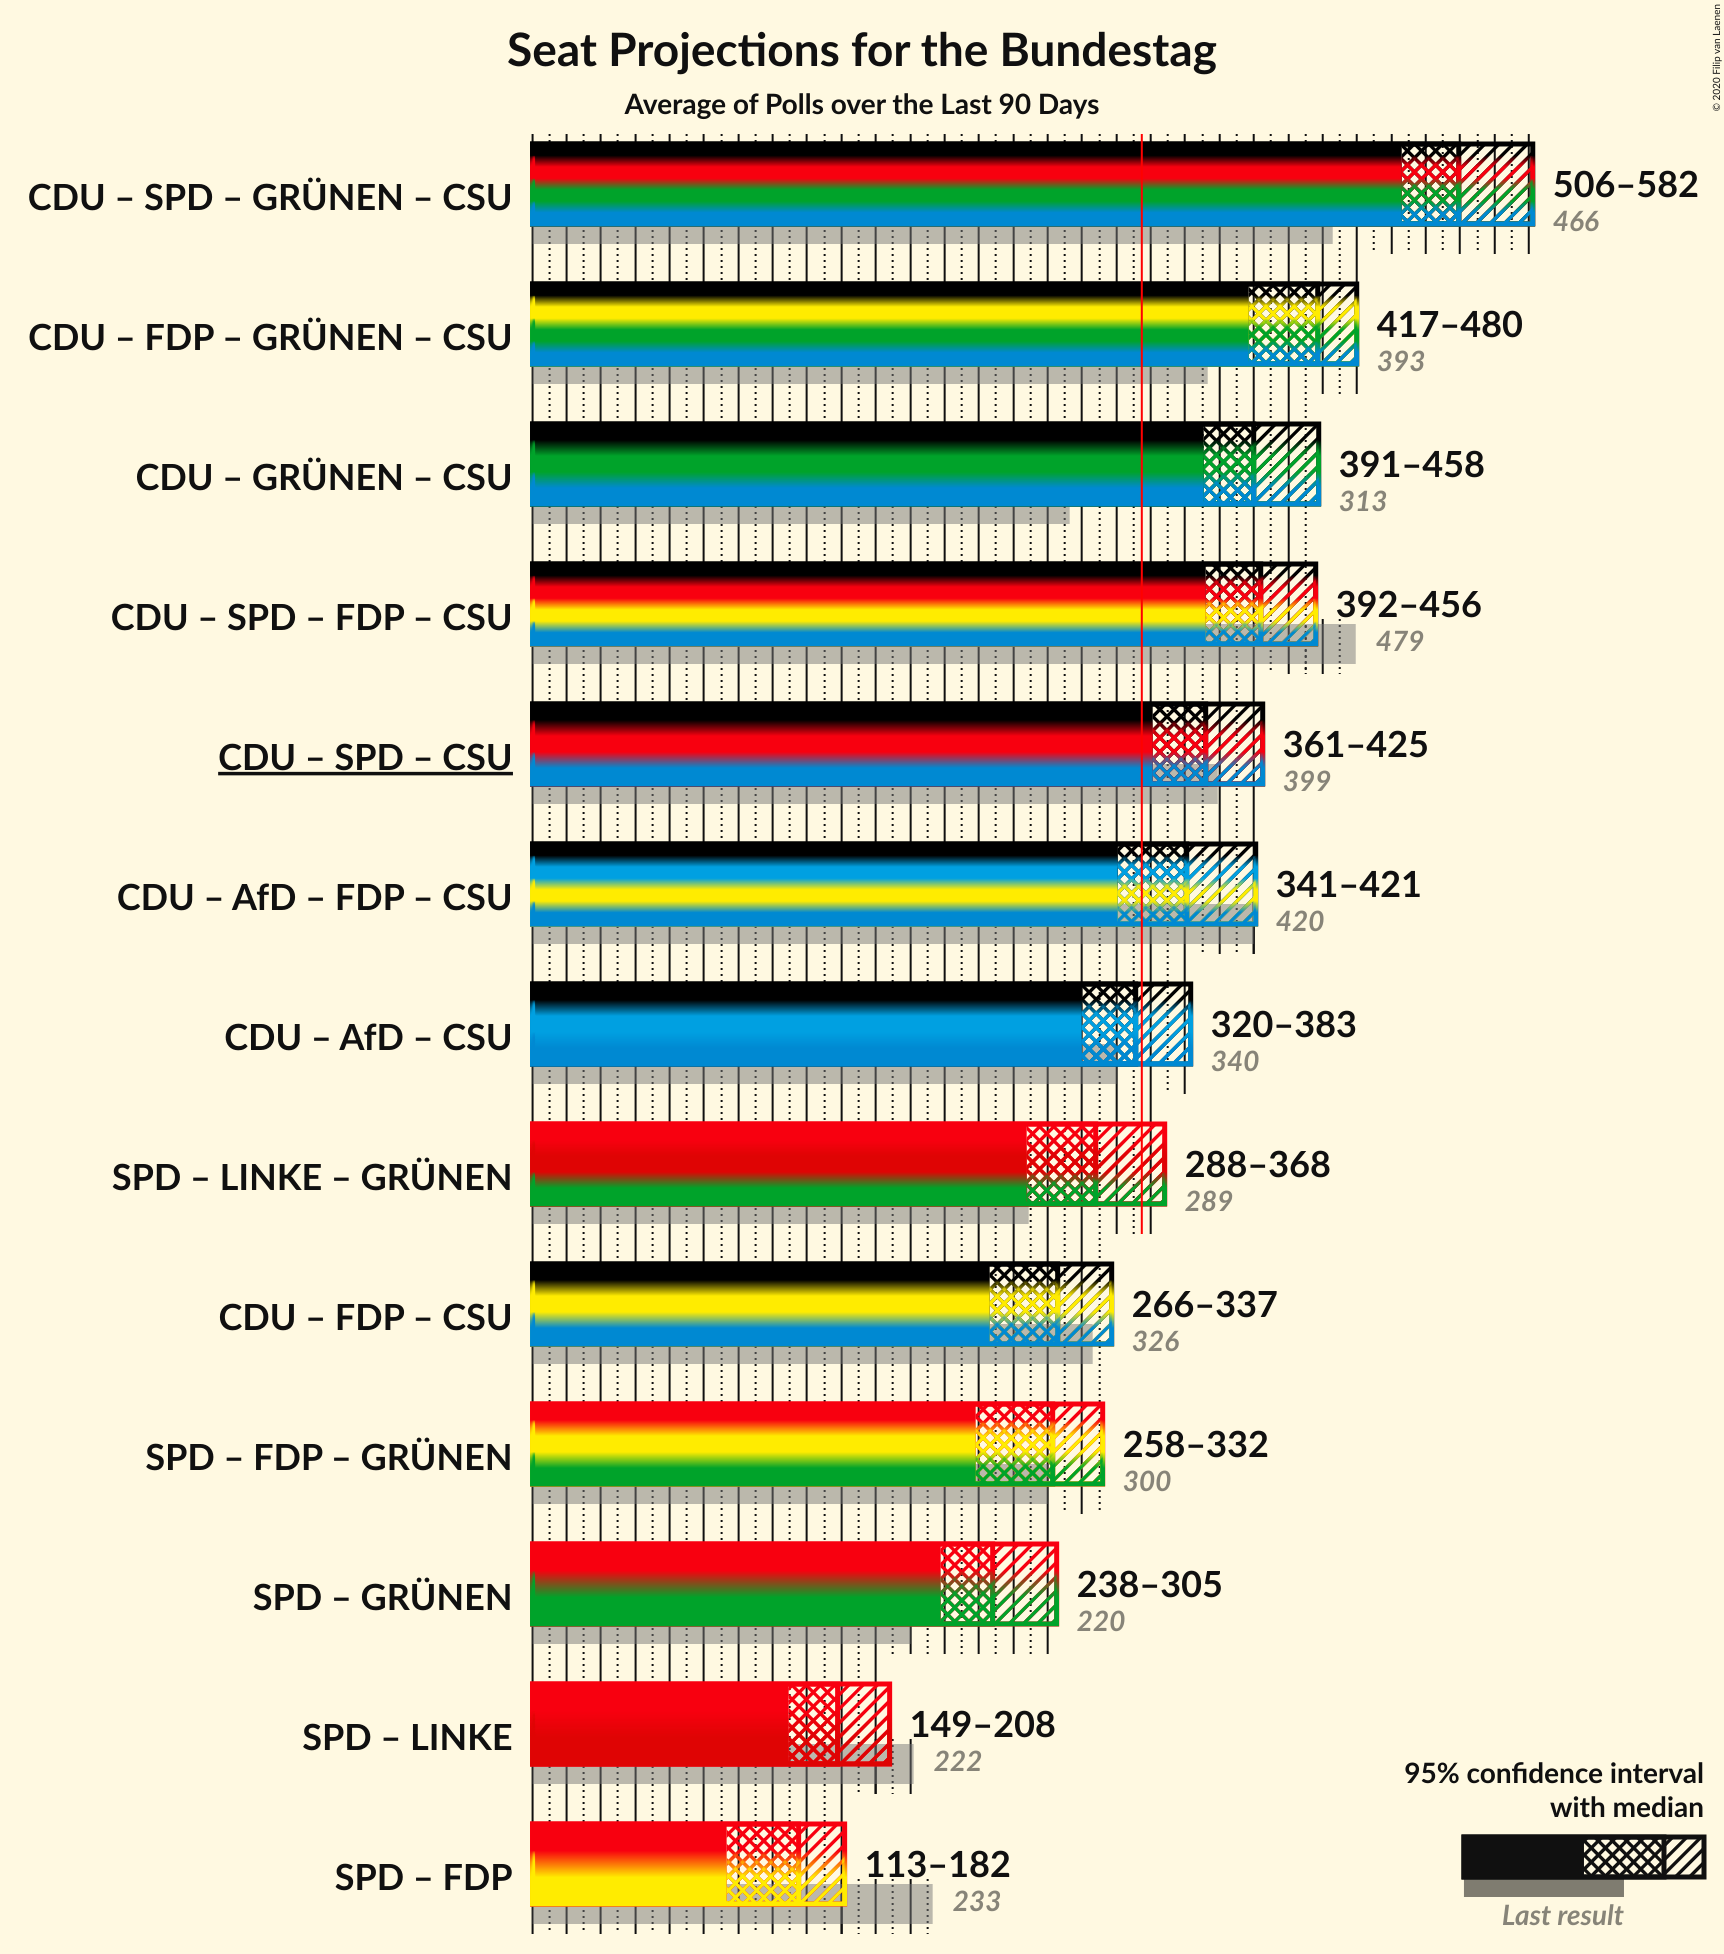 Seat Projections for the Bundestag
Average of Polls over the Last 90 Days
© 2020 Filip van Laenen
CDU – SPD – GRÜNEN – CSU
506–582
466
CDU – FDP – GRÜNEN – CSU
417–480
393
CDU – GRÜNEN – CSU
391–458
313
CDU – SPD – FDP – CSU
392–456
479
CDU – SPD – CSU
361–425
399
CDU – AfD – FDP – CSU
341–421
420
CDU – AfD – CSU
320–383
340
SPD – LINKE – GRÜNEN
288–368
289
CDU – FDP – CSU
266–337
326
SPD – FDP – GRÜNEN
258–332
300
SPD – GRÜNEN
238–305
220
SPD – LINKE
149–208
222
SPD – FDP
113–182
233
95% confidence interval
with median
Last result